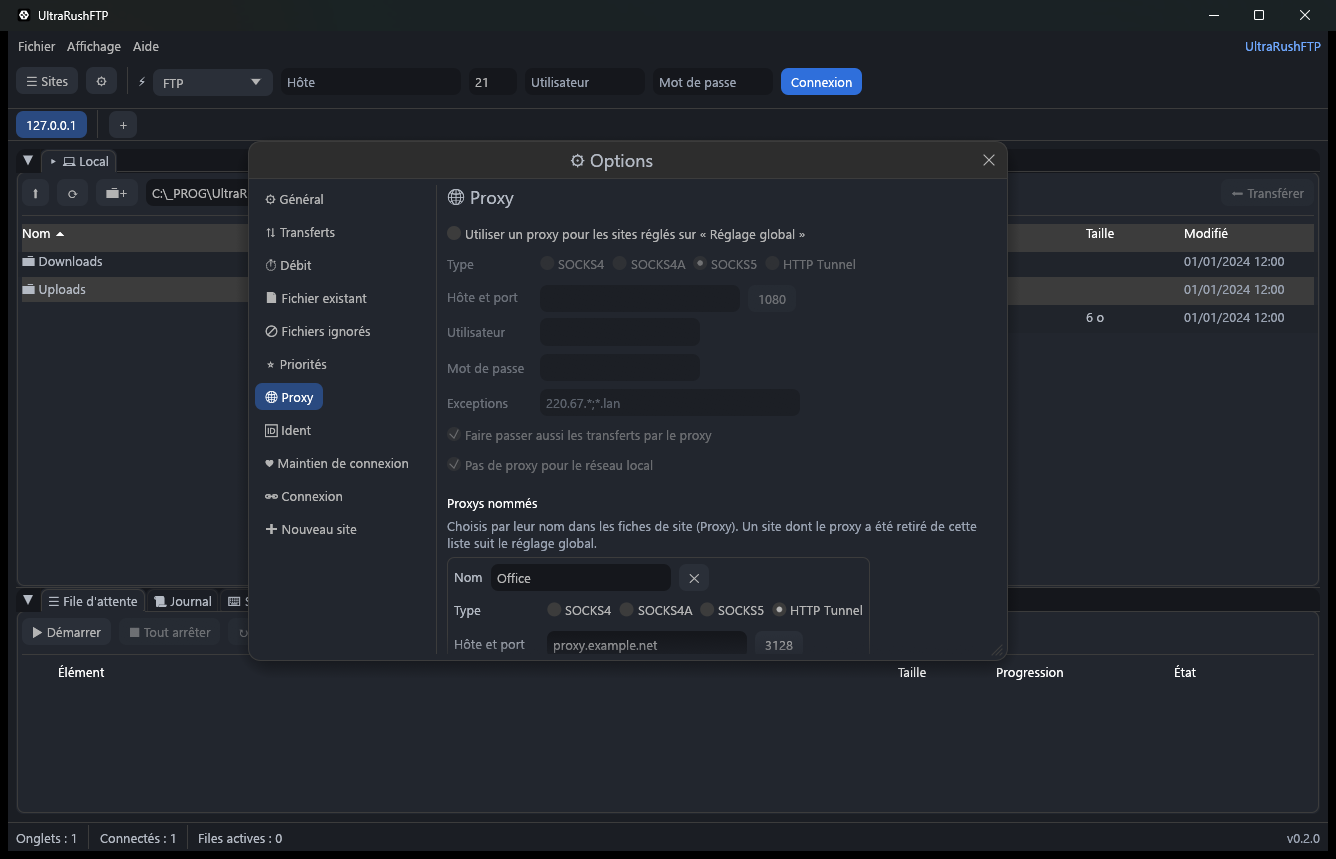 UltraRushFTP
Fichier Affichage Aide UltraRushFTP
Sites FTP Hôte 21 Utilisateur Mot de passe Connexion
127.0.0.1 +
Local
C:\_PROG\UltraR
Transférer
Nom Taille Modifié
Downloads 01/01/2024 12:00
Uploads 01/01/2024 12:00
6 o 01/01/2024 12:00
Options
Général
Transferts
Débit
Fichier existant
Fichiers ignorés
Priorités
Proxy
Ident
Maintien de connexion
Connexion
Nouveau site
Proxy
Utiliser un proxy pour les sites réglés sur « Réglage global »
Type SOCKS4 SOCKS4A SOCKS5 HTTP Tunnel
Hôte et port 1080
Utilisateur
Mot de passe
Exceptions 220.67.*;*.lan
Faire passer aussi les transferts par le proxy
Pas de proxy pour le réseau local
Proxys nommés
Choisis par leur nom dans les fiches de site (Proxy). Un site dont le proxy a été retiré de cette
liste suit le réglage global.
Nom Office
Type SOCKS4 SOCKS4A SOCKS5 HTTP Tunnel
Hôte et port proxy.example.net 3128
File d'attente Journal
Démarrer Tout arrêter
Élément Taille Progression État
Onglets : 1 Connectés : 1 Files actives : 0 v0.2.0